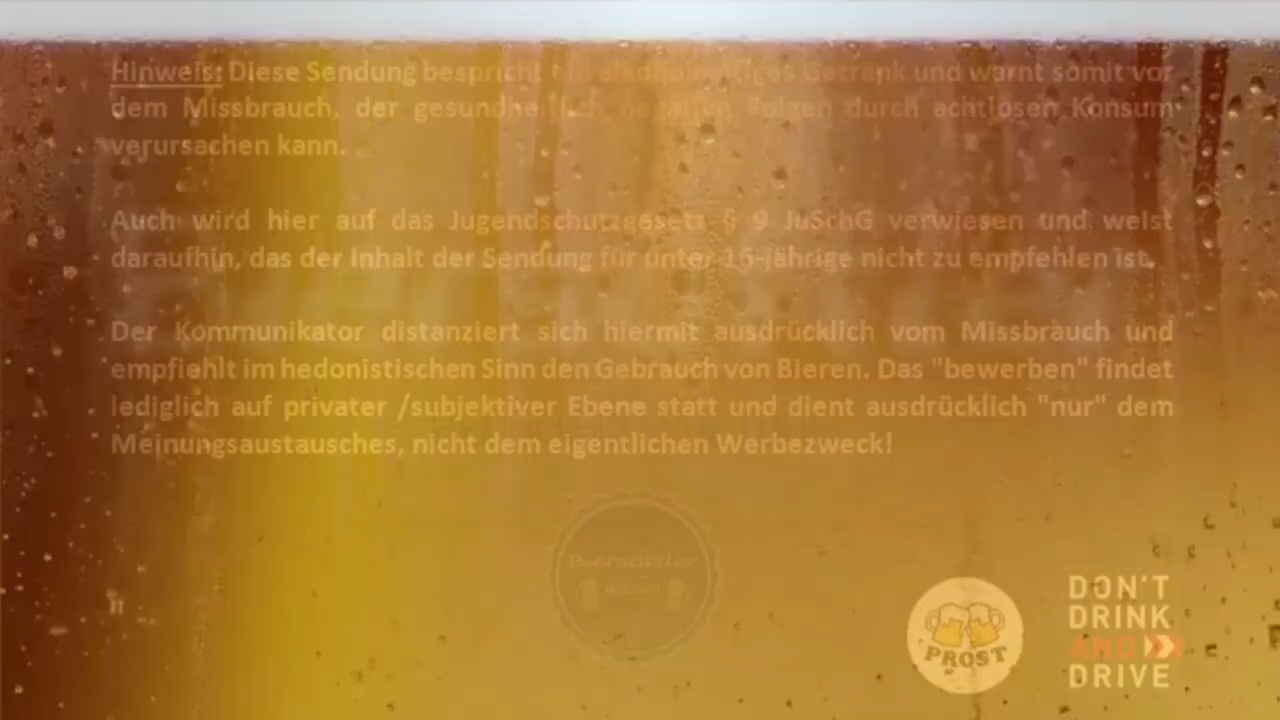 Hinweis: Diese Sendung bespricht ein alkoholhaltiges Getränk und warnt somit vor
dem Missbrauch, der gesundheitlich negative Folgen durch achtlosen Konsum
verursachen kann.
Auch wird hier auf das Jugendschutzgesetz § 9 JuSchG verwiesen und weist
daraufhin, das der Inhalt der Sendung für unter 16-jährige nicht zu empfehlen ist.
Der Kommunikator distanziert sich hiermit ausdrücklich vom Missbrauch und
empfiehlt im hedonistischen Sinn den Gebrauch von Bieren. Das "bewerben" findet
lediglich auf privater /subjektiver Ebene statt und dient ausdrücklich "nur" dem
Meinungsaustausches, nicht dem eigentlichen Werbezweck!
PROST
DON'T
DRINK
AND
DRIVE